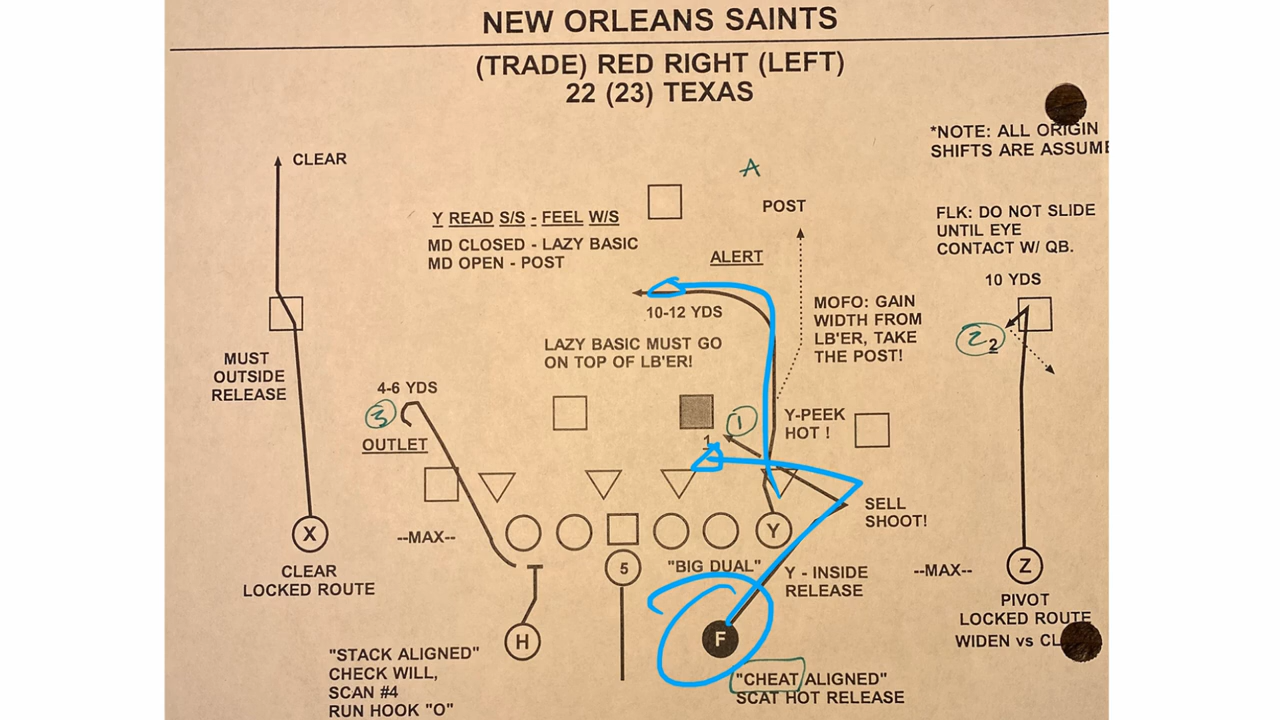 NEW ORLEANS SAINTS
(TRADE) RED RIGHT (LEFT)
22 (23) TEXAS
*NOTE: ALL ORIGIN
SHIFTS ARE ASSUME
CLEAR
A
POST
Y READ S/S - FEEL W/S
MD CLOSED - LAZY BASIC
MD OPEN - POST
ALERT
FLK: DO NOT SLIDE
UNTIL EYE
CONTACT W/ QB.
10 YDS
10-12 YDS
MOFO: GAIN
WIDTH FROM
LB'ER, TAKE
THE POST!
2
2
LAZY BASIC MUST GO
ON TOP OF LB'ER!
MUST
OUTSIDE
RELEASE
4-6 YDS
3
OUTLET
1
1
Y-PEEK
HOT !
SELL
SHOOT!
X
--MAX--
Y
CLEAR
LOCKED ROUTE
5
"BIG DUAL"
Y - INSIDE
RELEASE
--MAX--
Z
PIVOT
LOCKED ROUTE
WIDEN vs
H
F
"STACK ALIGNED"
CHECK WILL,
SCAN #4
RUN HOOK "O"
"CHEAT ALIGNED"
SCAT HOT RELEASE